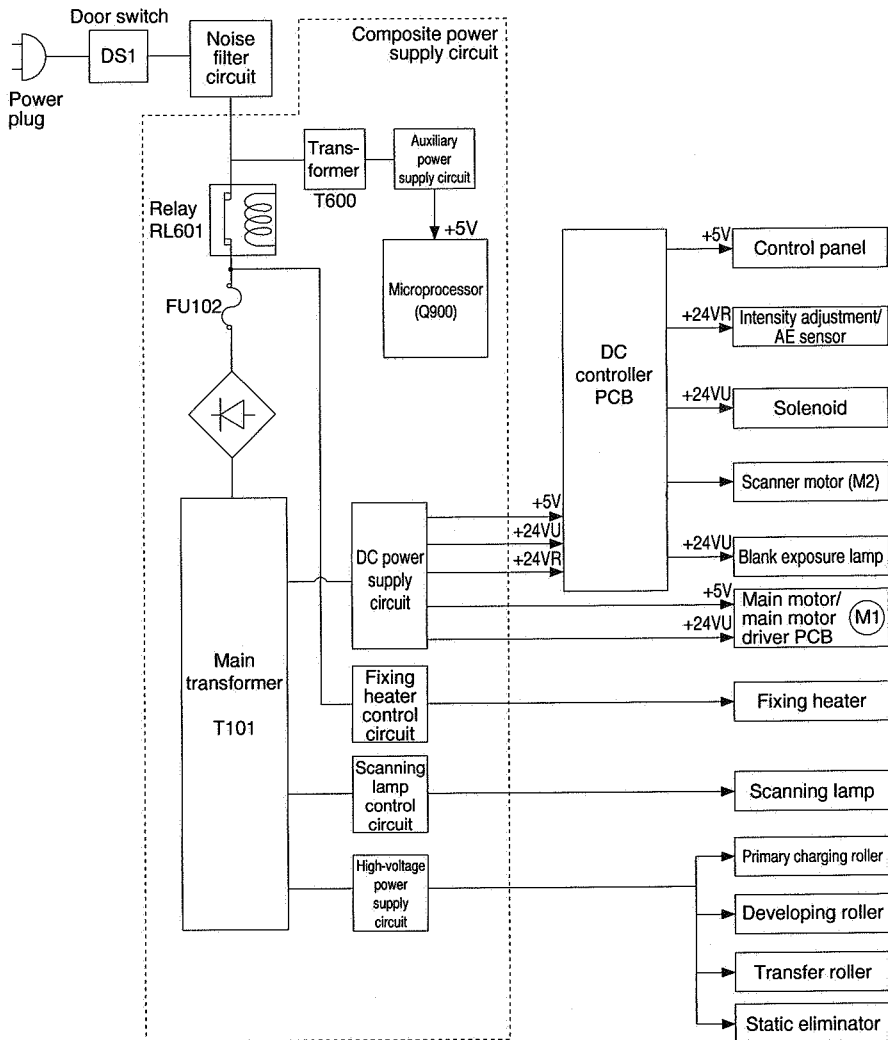 Door switch
DS1
Power
plug
Noise
filter
circuit
Composite power
supply circuit
Trans-
former
T600
Auxiliary
power
supply circuit
+5V
Microprocessor
(Q900)
Relay
RL601
FU102
Main
transformer
T101
DC power
supply
circuit
+5V
+24VU
+24VR
DC
controller
PCB
+5V
Control panel
+24VR
Intensity adjustment/
AE sensor
+24VU
Solenoid
Scanner motor (M2)
+24VU
Blank exposure lamp
+5V
+24VU
Main motor/
main motor
driver PCB
M1
Fixing
heater
control
circuit
Fixing heater
Scanning
lamp
control
circuit
Scanning lamp
High-voltage
power
supply
circuit
Primary charging roller
Developing roller
Transfer roller
Static eliminator